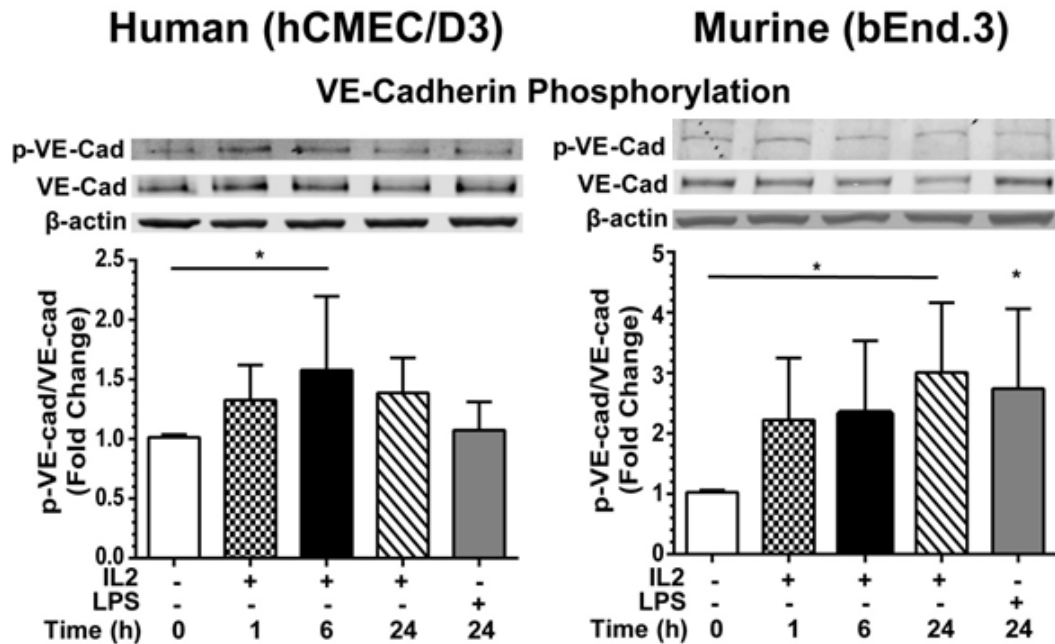 Human (hCMEC/D3)
Murine (bEnd.3)
VE-Cadherin Phosphorylation
p-VE-Cad
VE-Cad
β-actin
p-VE-cad/VE-cad
(Fold Change)
2.5
2.0
1.5
1.0
0.5
0.0
*
IL2 - + + + -
LPS - - - - +
Time (h) 0 1 6 24 24
p-VE-Cad
VE-Cad
β-actin
p-VE-cad/VE-cad
(Fold Change)
5
4
3
2
1
0
* *
IL2 - + + + -
LPS - - - - +
Time (h) 0 1 6 24 24